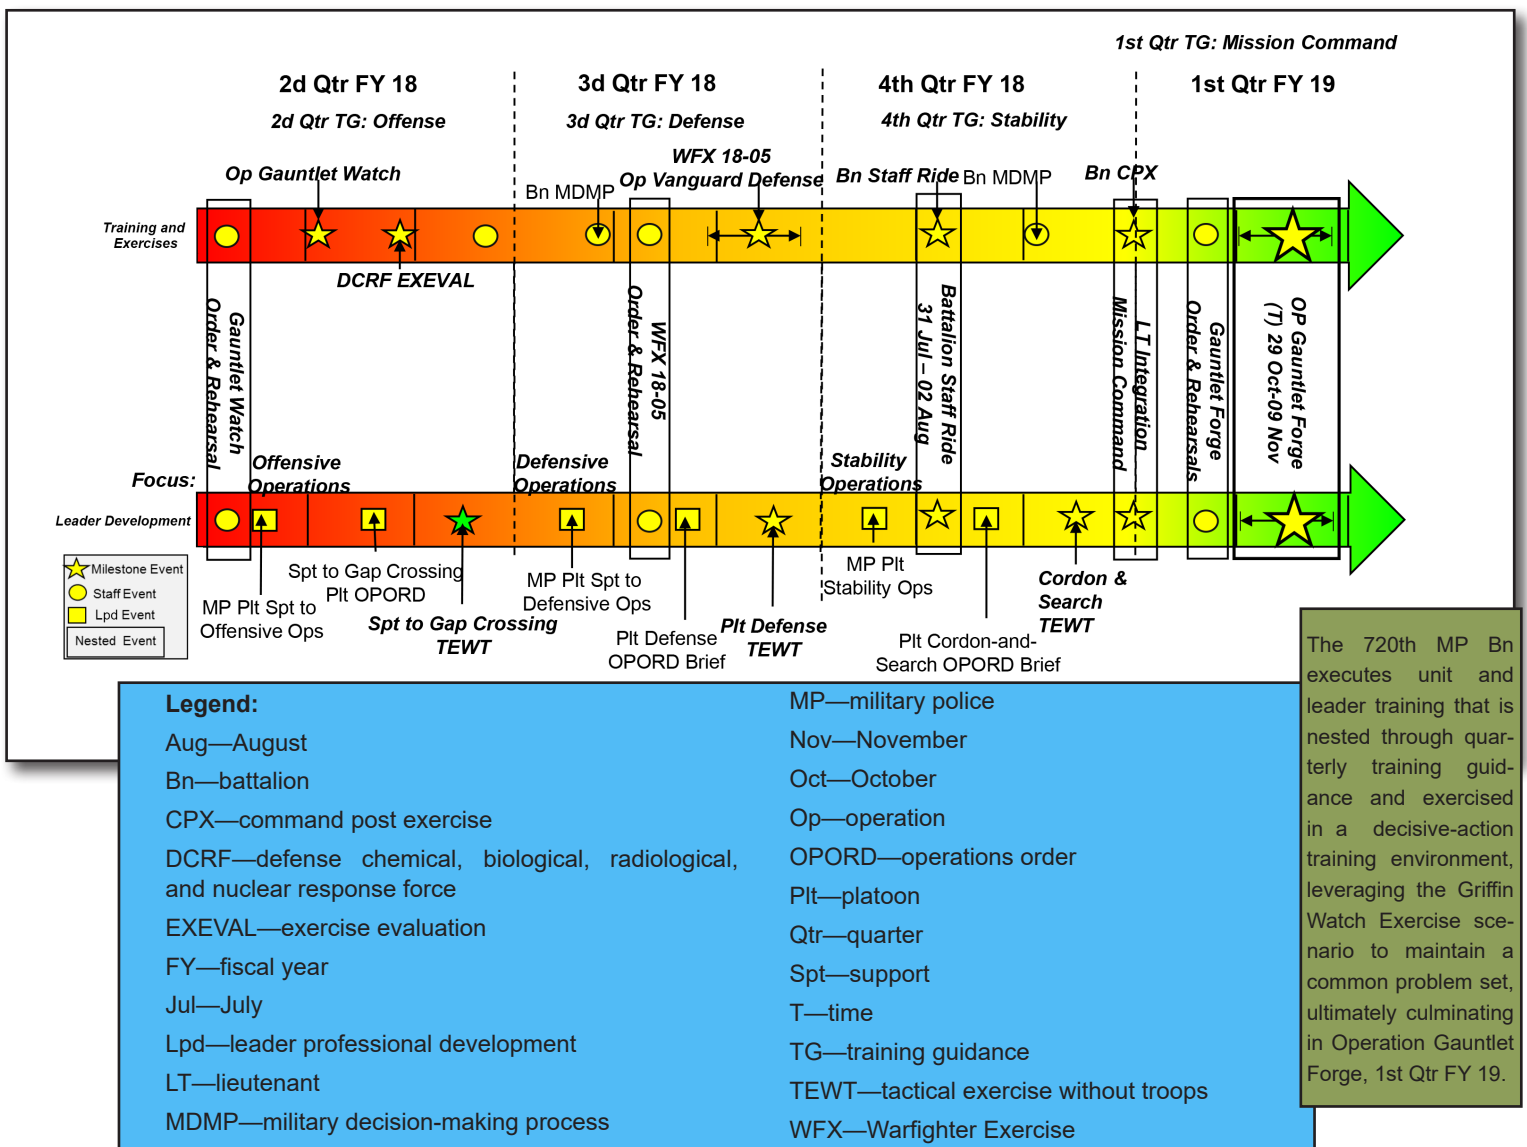 1st Qtr TG: Mission Command
2d Qtr FY 18
3d Qtr FY 18
4th Qtr FY 18
1st Qtr FY 19
2d Qtr TG: Offense
3d Qtr TG: Defense
4th Qtr TG: Stability
Op Gauntlet Watch
Bn MDMP
WFX 18-05
Op Vanguard Defense
Bn Staff Ride
Bn MDMP
Bn CPX
Training and
Exercises
DCRF EXEVAL
Gauntlet Watch
Order & Rehearsal
WFX 18-05
Order & Rehearsal
Battalion Staff Ride
31 Jul – 02 Aug
LT Integration
Mission Command
Gauntlet Forge
Order & Rehearsals
OP Gauntlet Forge
(T) 29 Oct-09 Nov
Focus:
Offensive
Operations
Defensive
Operations
Stability
Operations
Leader Development
Milestone Event
Staff Event
Lpd Event
Nested Event
MP Plt Spt to
Offensive Ops
Spt to Gap Crossing
Plt OPORD
Spt to Gap Crossing
TEWT
MP Plt Spt to
Defensive Ops
Plt Defense
OPORD Brief
Plt Defense
TEWT
MP Plt
Stability Ops
Plt Cordon-and-
Search OPORD Brief
Cordon &
Search
TEWT
Legend:
Aug—August
Bn—battalion
CPX—command post exercise
DCRF—defense chemical, biological, radiological,
and nuclear response force
EXEVAL—exercise evaluation
FY—fiscal year
Jul—July
Lpd—leader professional development
LT—lieutenant
MDMP—military decision-making process
MP—military police
Nov—November
Oct—October
Op—operation
OPORD—operations order
Plt—platoon
Qtr—quarter
Spt—support
T—time
TG—training guidance
TEWT—tactical exercise without troops
WFX—Warfighter Exercise
The 720th MP Bn
executes unit and
leader training that is
nested through quar-
terly training guid-
ance and exercised
in a decisive-action
training environment,
leveraging the Griffin
Watch Exercise sce-
nario to maintain a
common problem set,
ultimately culminating
in Operation Gauntlet
Forge, 1st Qtr FY 19.